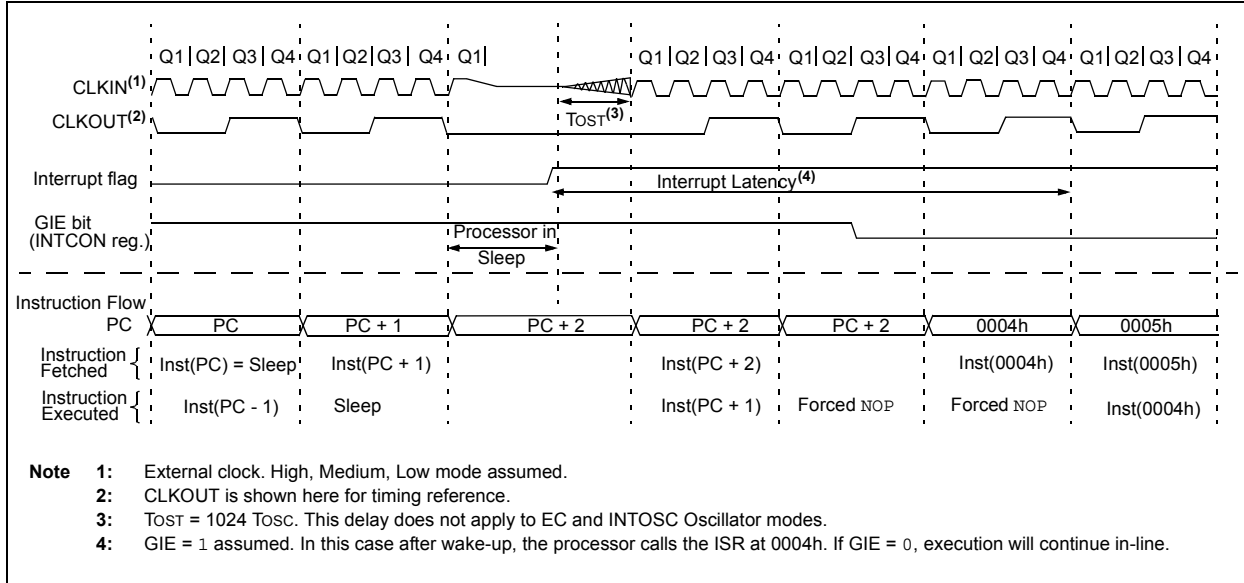 Q1| Q2| Q3| Q4 Q1| Q2| Q3| Q4 Q1| Q1| Q2| Q3| Q4 Q1| Q2| Q3| Q4 Q1| Q2| Q3| Q4 Q1| Q2| Q3| Q4
CLKIN(1)
TOST(3)
CLKOUT(2)
Interrupt flag
Interrupt Latency(4)
GIE bit
(INTCON reg.)
Processor in
Sleep
Instruction Flow
PC PC PC + 1 PC + 2 PC + 2 PC + 2 0004h 0005h
Instruction
Fetched
Inst(PC) = Sleep Inst(PC + 1) Inst(PC + 2) Inst(0004h) Inst(0005h)
Instruction
Executed
Inst(PC - 1) Sleep Inst(PC + 1) Forced NOP Forced NOP Inst(0004h)
Note 1: External clock. High, Medium, Low mode assumed.
2: CLKOUT is shown here for timing reference.
3: TOST = 1024 TOSC. This delay does not apply to EC and INTOSC Oscillator modes.
4: GIE = 1 assumed. In this case after wake-up, the processor calls the ISR at 0004h. If GIE = 0, execution will continue in-line.